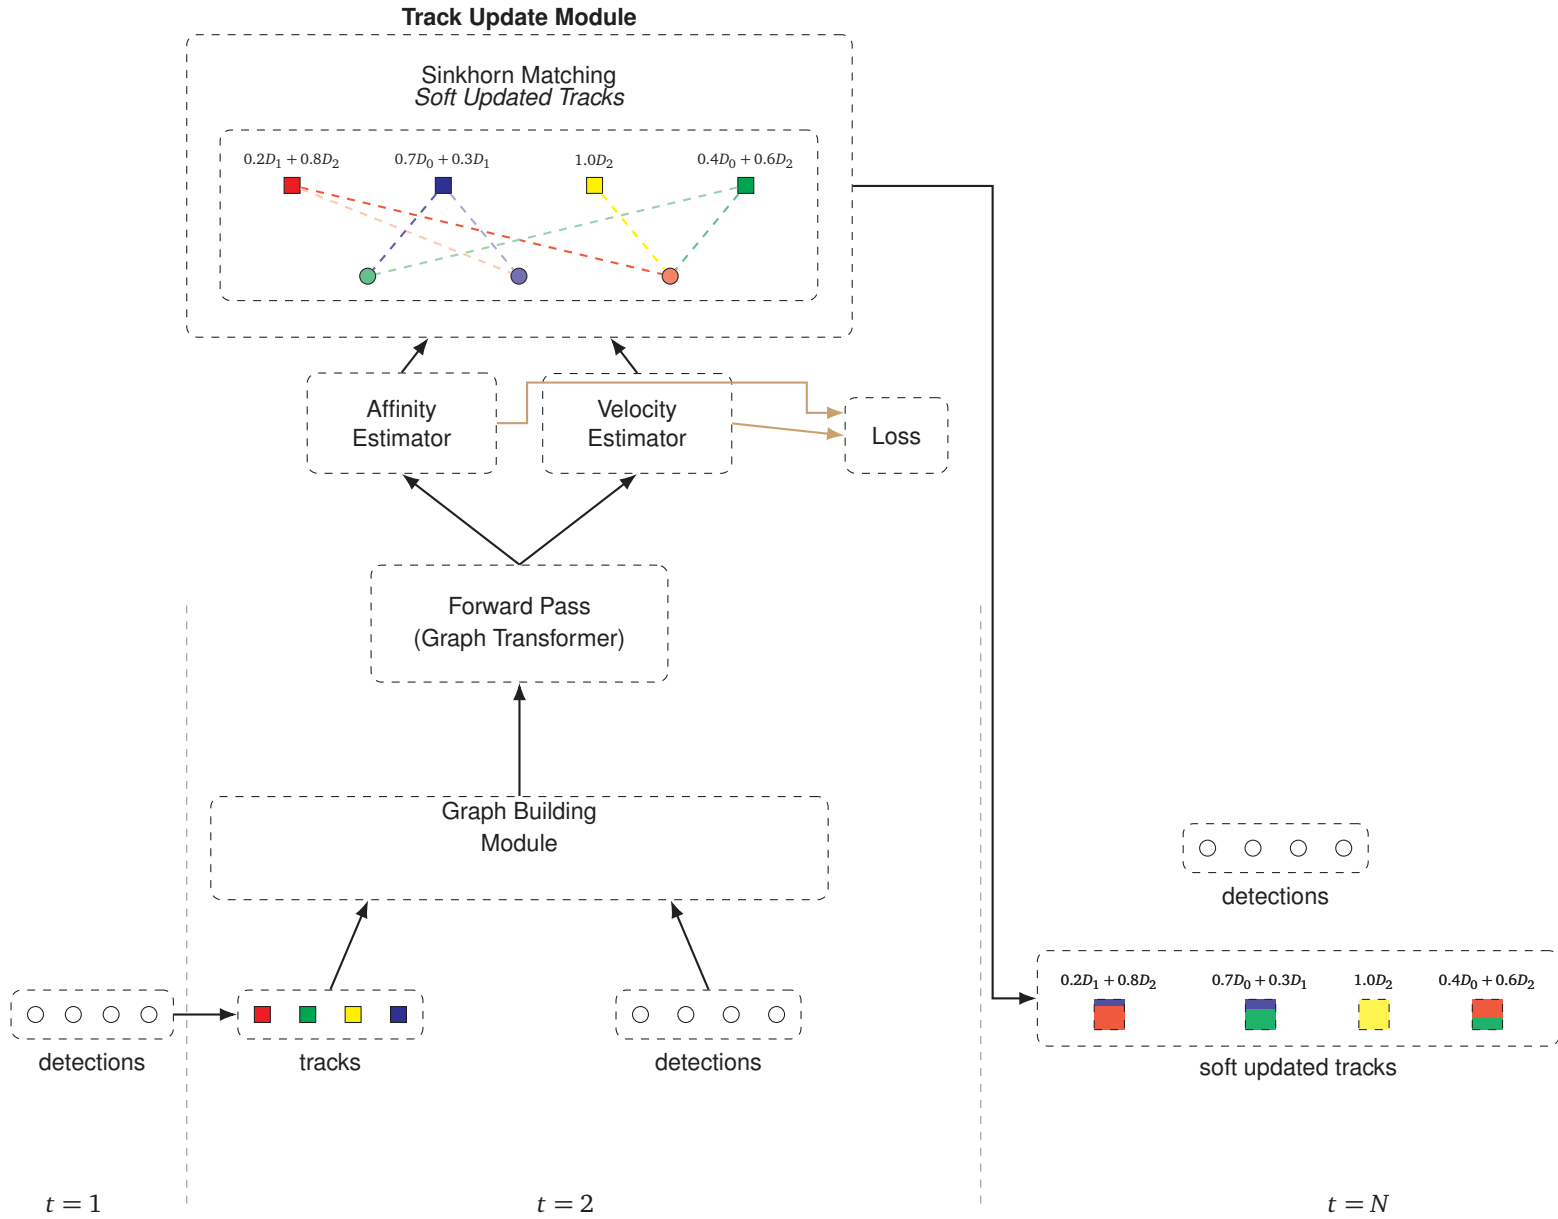 Track Update Module
Sinkhorn Matching
Soft Updated Tracks
0.2D₁ + 0.8D₂
0.7D₀ + 0.3D₁
1.0D₂
0.4D₀ + 0.6D₂
Affinity
Estimator
Velocity
Estimator
Loss
Forward Pass
(Graph Transformer)
Graph Building
Module
detections
tracks
detections
detections
0.2D₁ + 0.8D₂
0.7D₀ + 0.3D₁
1.0D₂
0.4D₀ + 0.6D₂
soft updated tracks
t = 1
t = 2
t = N